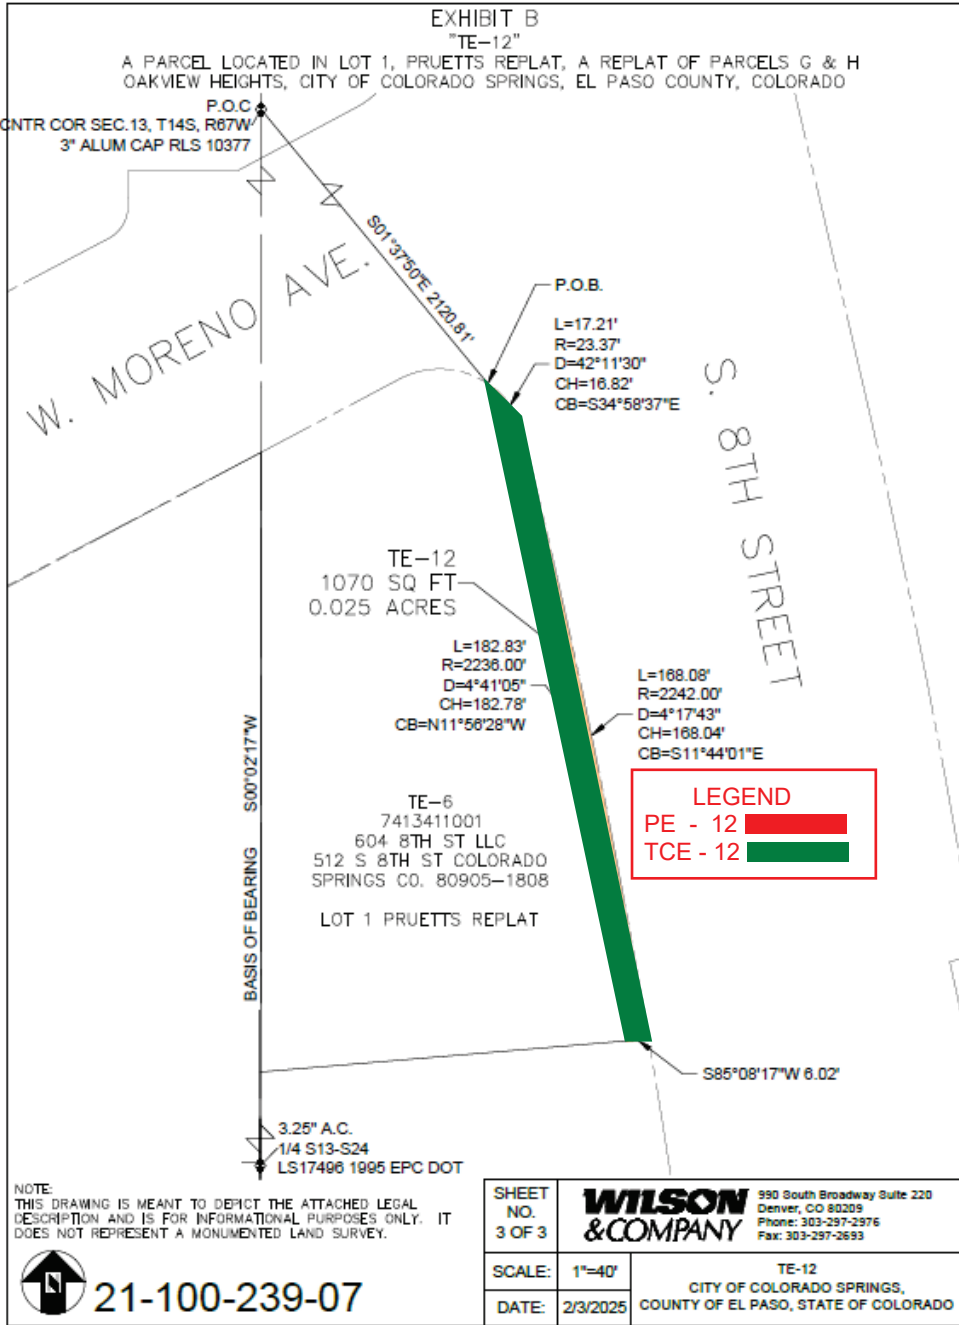 EXHIBIT B
"TE-12"
A PARCEL LOCATED IN LOT 1, PRUETTS REPLAT, A REPLAT OF PARCELS G & H
OAKVIEW HEIGHTS, CITY OF COLORADO SPRINGS, EL PASO COUNTY, COLORADO
P.O.C
CNTR COR SEC.13, T14S, R67W
3" ALUM CAP RLS 10377
S01°37'50"E 2120.81'
W. MORENO AVE.
P.O.B.
L=17.21'
R=23.37'
D=42°11'30"
CH=16.82'
CB=S34°58'37"E
S. 8TH STREET
TE-12
1070 SQ FT
0.025 ACRES
L=182.83'
R=2236.00'
D=4°41'05"
CH=182.78'
CB=N11°56'28"W
L=168.08'
R=2242.00'
D=4°17'43"
CH=168.04'
CB=S11°44'01"E
LEGEND
PE - 12
TCE - 12
BASIS OF BEARING S00°02'17"W
TE-6
7413411001
604 8TH ST LLC
512 S 8TH ST COLORADO
SPRINGS CO. 80905-1808
LOT 1 PRUETTS REPLAT
S85°08'17"W 6.02'
3.25" A.C.
1/4 S13-S24
LS17496 1995 EPC DOT
NOTE:
THIS DRAWING IS MEANT TO DEPICT THE ATTACHED LEGAL
DESCRIPTION AND IS FOR INFORMATIONAL PURPOSES ONLY. IT
DOES NOT REPRESENT A MONUMENTED LAND SURVEY.
N
21-100-239-07
SHEET
NO.
3 OF 3
WILSON
&COMPANY
990 South Broadway Suite 220
Denver, CO 80209
Phone: 303-297-2976
Fax: 303-297-2693
SCALE: 1"=40'
DATE: 2/3/2025
TE-12
CITY OF COLORADO SPRINGS,
COUNTY OF EL PASO, STATE OF COLORADO